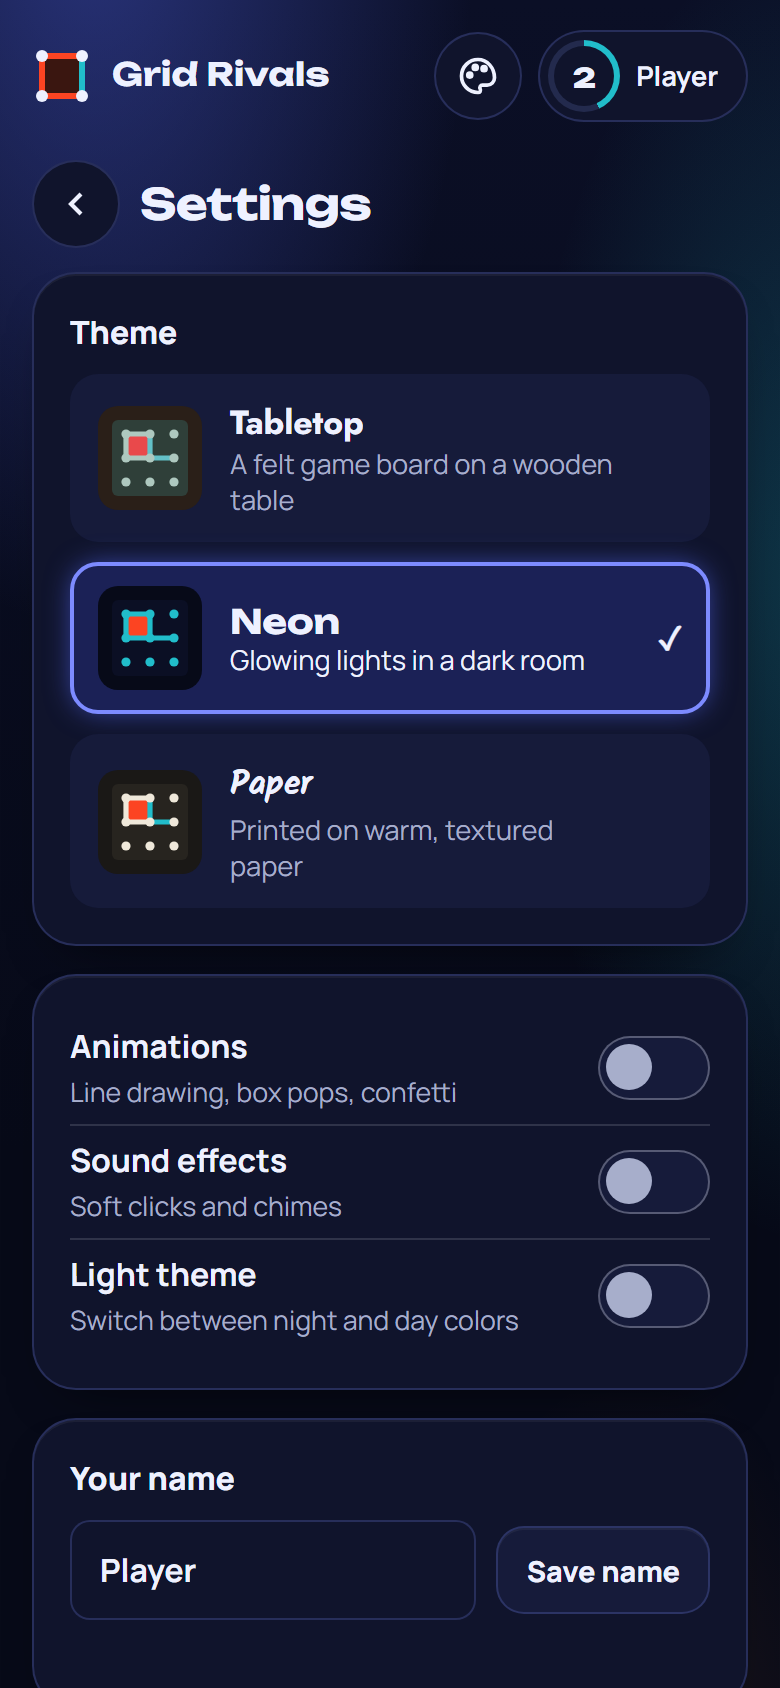 Grid Rivals
2
Player
Settings
Theme
Tabletop
A felt game board on a wooden
table
Neon
Glowing lights in a dark room
Paper
Printed on warm, textured
paper
Animations
Line drawing, box pops, confetti
Sound effects
Soft clicks and chimes
Light theme
Switch between night and day colors
Your name
Player
Save name